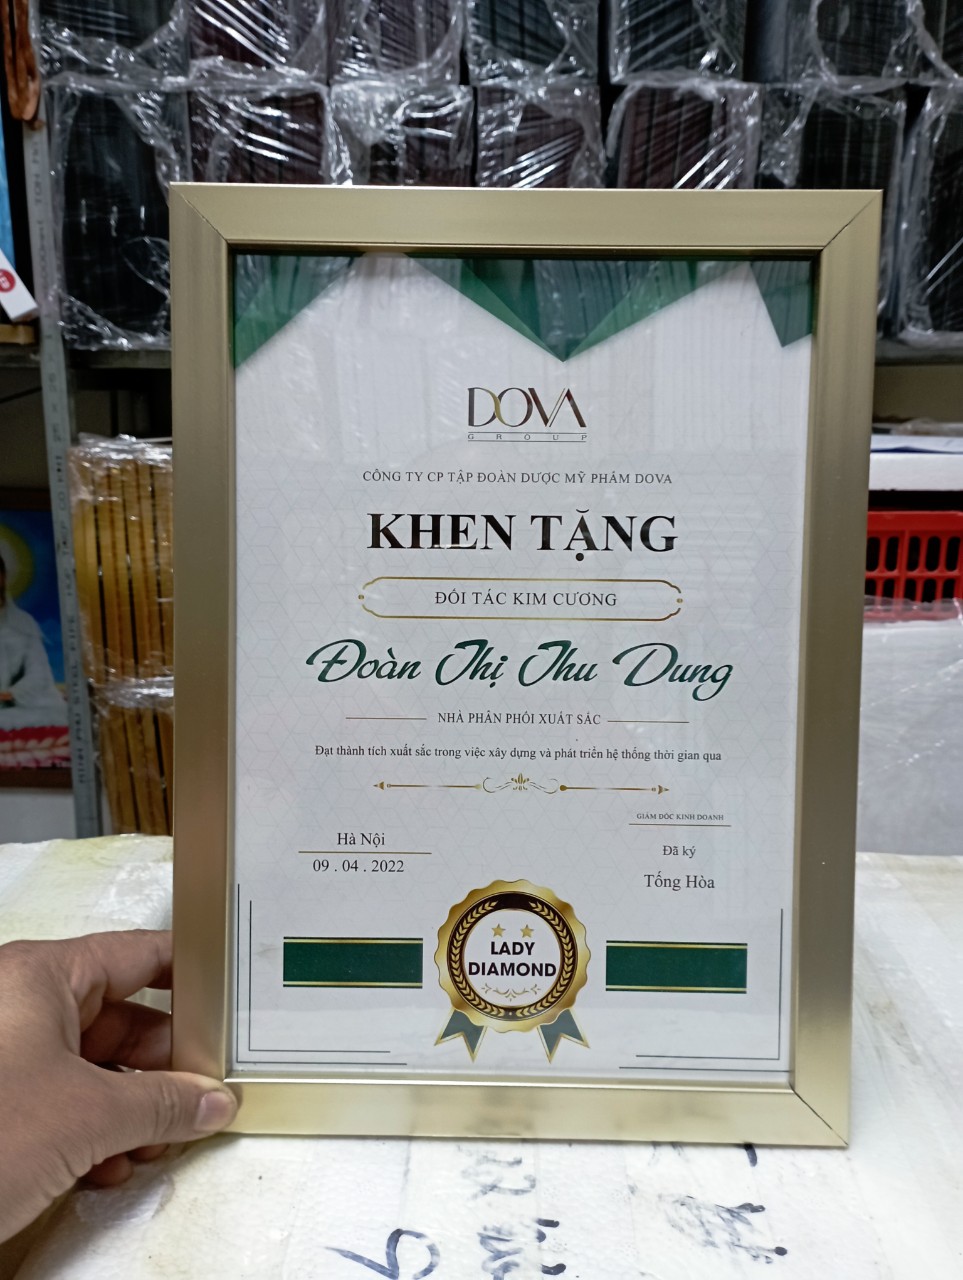 DOVA
GROUP
CÔNG TY CP TẬP ĐOÀN DƯỢC MỸ PHẨM DOVA
KHEN TẶNG
ĐỐI TÁC KIM CƯƠNG
Đoàn Thị Thu Dung
NHÀ PHÂN PHỐI XUẤT SẮC
Đạt thành tích xuất sắc trong việc xây dựng và phát triển hệ thống thời gian qua
GIÁM ĐỐC KINH DOANH
Hà Nội
Đã ký
09 . 04 . 2022
Tống Hòa
LADY
DIAMOND